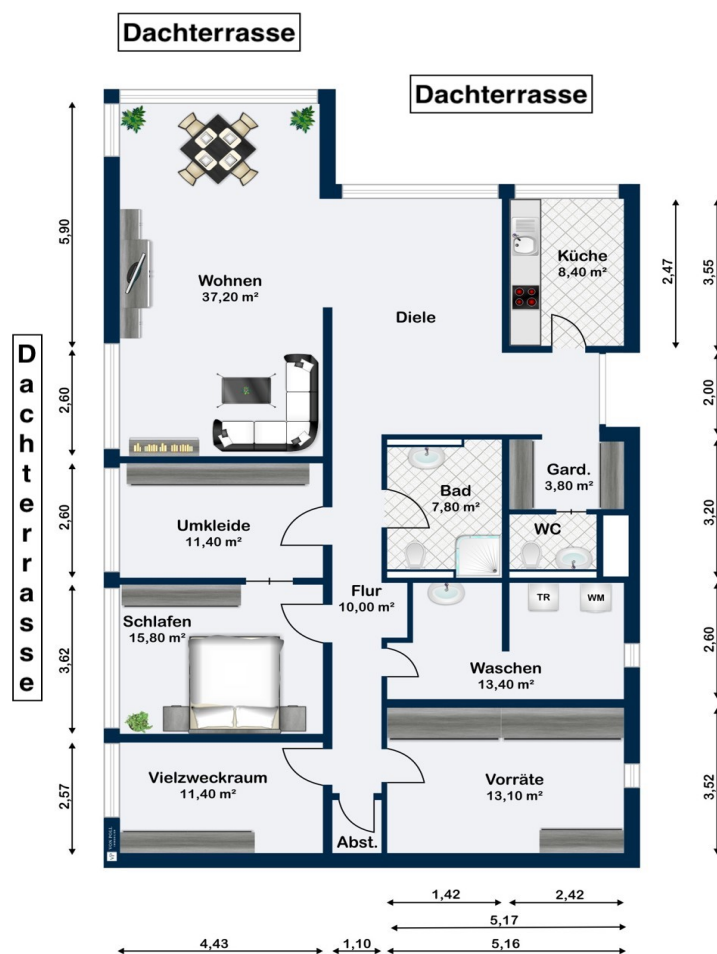 Dachterrasse
Dachterrasse
Dachterrasse
5,90
2,60
2,60
3,62
2,57
Wohnen
37,20 m²
Diele
Küche
8,40 m²
2,47
3,55
2,00
3,20
2,60
3,52
Gard.
3,80 m²
Bad
7,80 m²
WC
Umkleide
11,40 m²
Flur
10,00 m²
Schlafen
15,80 m²
TR
WM
Waschen
13,40 m²
Vielzweckraum
11,40 m²
Vorräte
13,10 m²
Abst.
VON POLL
1,42
2,42
5,17
4,43
1,10
5,16